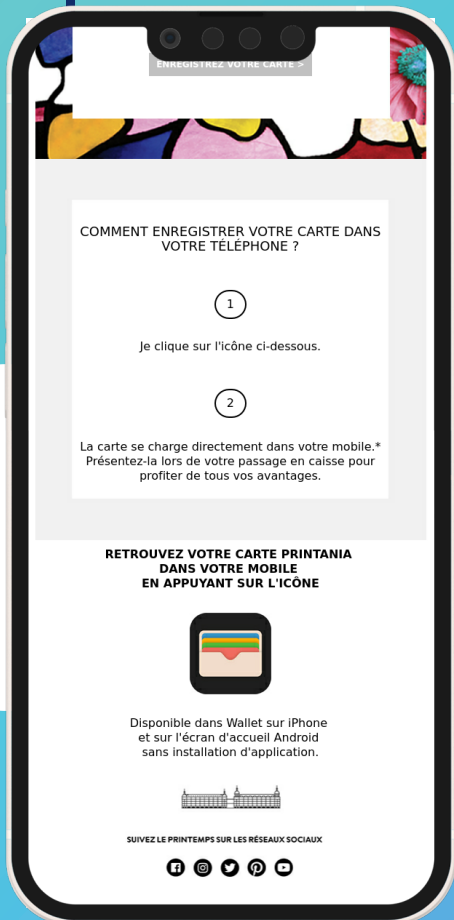 ENREGISTREZ VOTRE CARTE >
COMMENT ENREGISTRER VOTRE CARTE DANS
VOTRE TÉLÉPHONE ?
1
Je clique sur l'icône ci-dessous.
2
La carte se charge directement dans votre mobile.*
Présentez-la lors de votre passage en caisse pour
profiter de tous vos avantages.
RETROUVEZ VOTRE CARTE PRINTANIA
DANS VOTRE MOBILE
EN APPUYANT SUR L'ICÔNE
Disponible dans Wallet sur iPhone
et sur l'écran d'accueil Android
sans installation d'application.
SUIVEZ LE PRINTEMPS SUR LES RÉSEAUX SOCIAUX